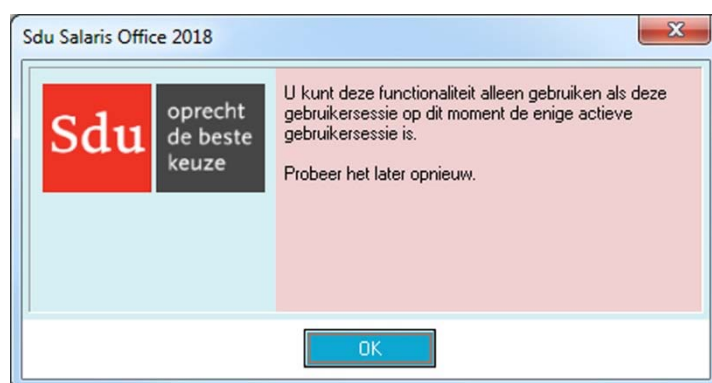 Sdu Salaris Office 2018
Sdu
oprecht
de beste
keuze
U kunt deze functionaliteit alleen gebruiken als deze
gebruikersessie op dit moment de enige actieve
gebruikersessie is.
Probeer het later opnieuw.
OK